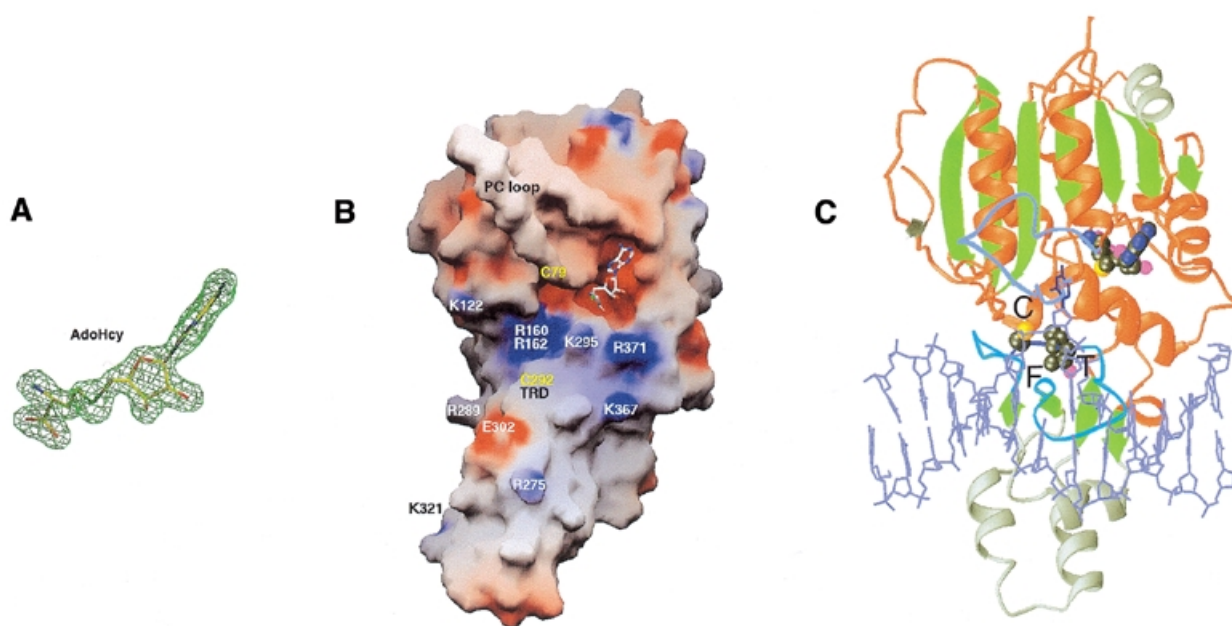 A
AdoHcy
B
PC loop
C79
K122
R160
R162
K295
R371
C292
TRD
R289
K367
E302
R275
K321
C
C
F
T